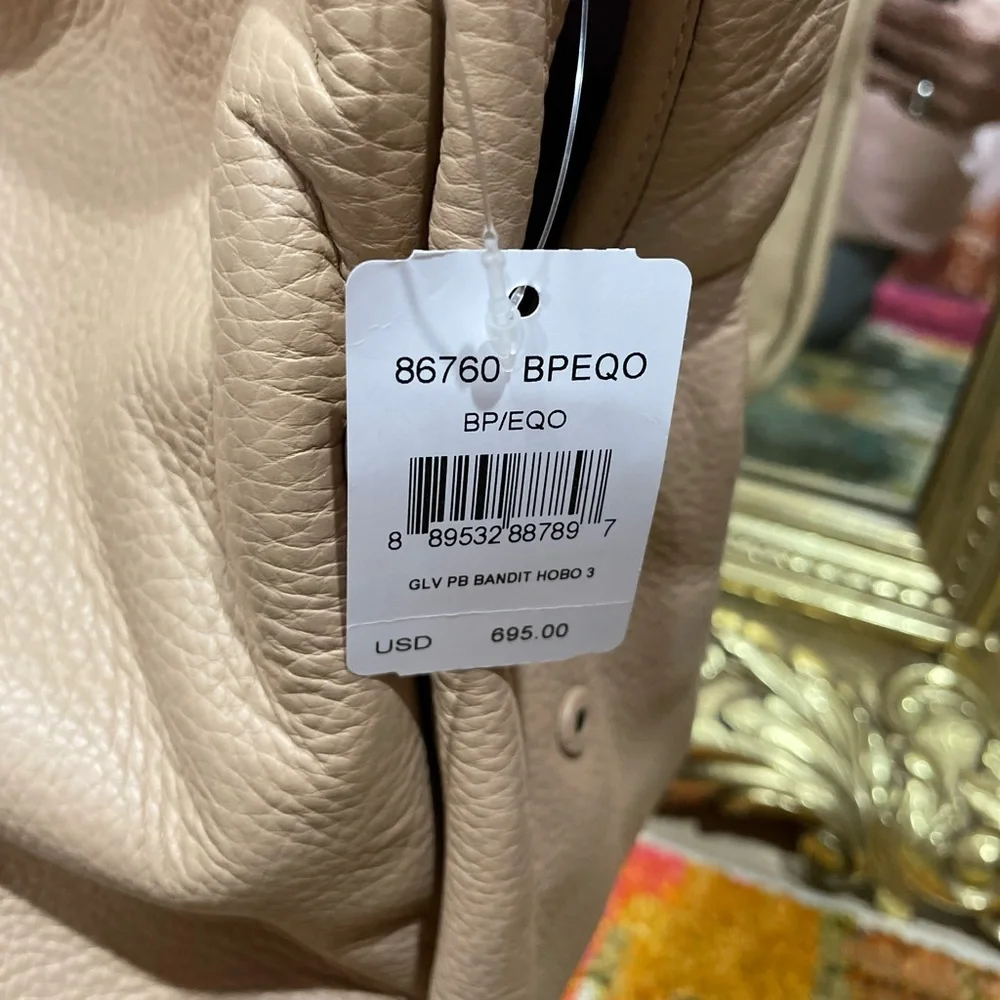 86760 BPEQO
BP/EQO
8 89532 88789 7
GLV PB BANDIT HOBO 3
USD 695.00